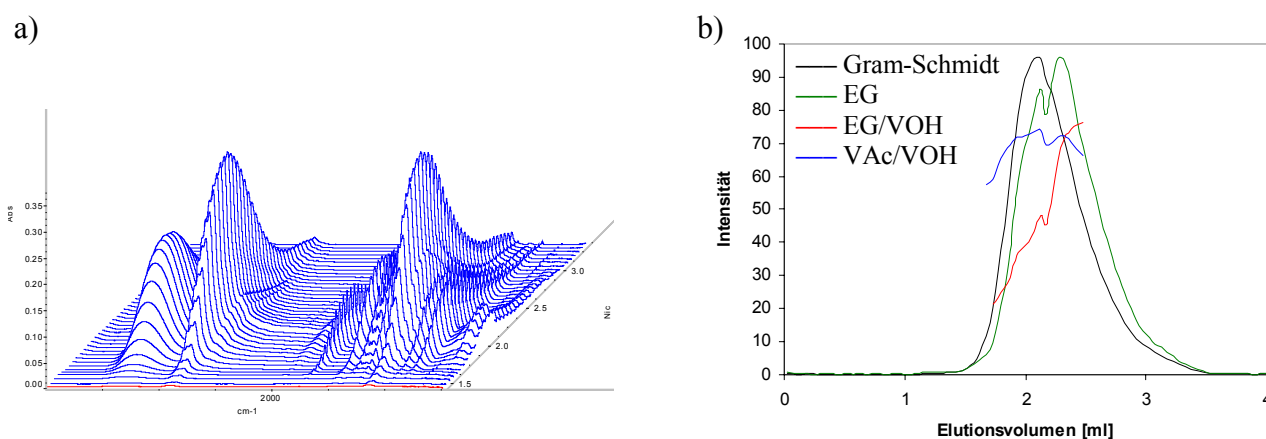 a)
ABS
0.35
0.30
0.25
0.20
0.15
0.10
0.05
0.00
2000
cm-1
1.5
2.0
2.5
3.0
Nic
b)
Intensität
100
90
80
70
60
50
40
30
20
10
0
Gram-Schmidt
EG
EG/VOH
VAc/VOH
0
1
2
3
4
Elutionsvolumen [ml]